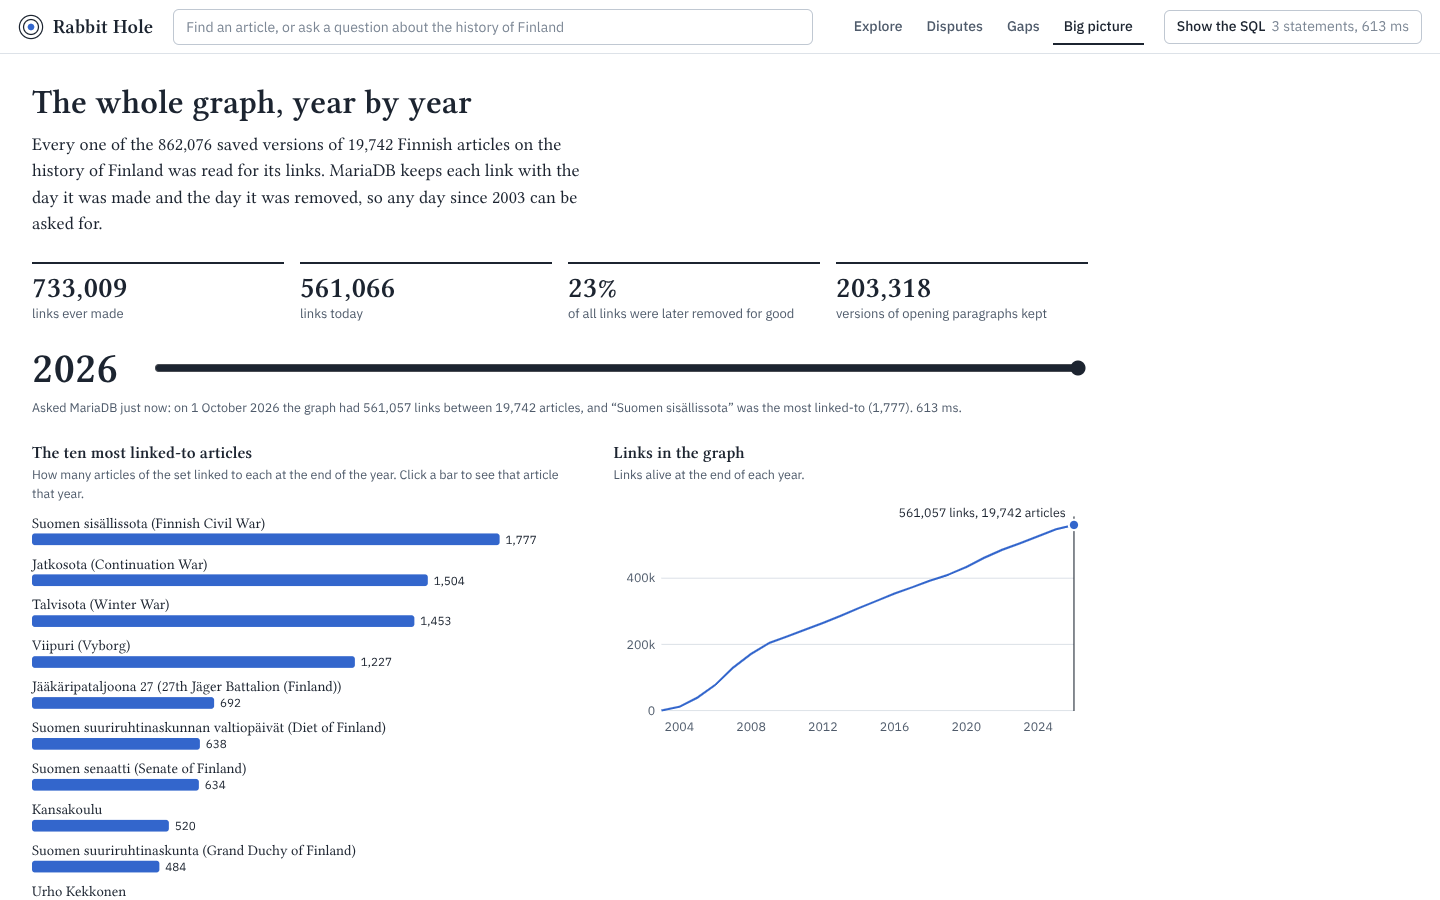 Rabbit Hole
Find an article, or ask a question about the history of Finland
Explore
Disputes
Gaps
Big picture
Show the SQL 3 statements, 613 ms
The whole graph, year by year
Every one of the 862,076 saved versions of 19,742 Finnish articles on the
history of Finland was read for its links. MariaDB keeps each link with the
day it was made and the day it was removed, so any day since 2003 can be
asked for.
733,009
links ever made
561,066
links today
23%
of all links were later removed for good
203,318
versions of opening paragraphs kept
2026
Asked MariaDB just now: on 1 October 2026 the graph had 561,057 links between 19,742 articles, and “Suomen sisällissota” was the most linked-to (1,777). 613 ms.
The ten most linked-to articles
How many articles of the set linked to each at the end of the year. Click a bar to see that article
that year.
Suomen sisällissota (Finnish Civil War)
1,777
Jatkosota (Continuation War)
1,504
Talvisota (Winter War)
1,453
Viipuri (Vyborg)
1,227
Jääkäripataljoona 27 (27th Jäger Battalion (Finland))
692
Suomen suuriruhtinaskunnan valtiopäivät (Diet of Finland)
638
Suomen senaatti (Senate of Finland)
634
Kansakoulu
520
Suomen suuriruhtinaskunta (Grand Duchy of Finland)
484
Urho Kekkonen
Links in the graph
Links alive at the end of each year.
561,057 links, 19,742 articles
400k
200k
0
2004 2008 2012 2016 2020 2024